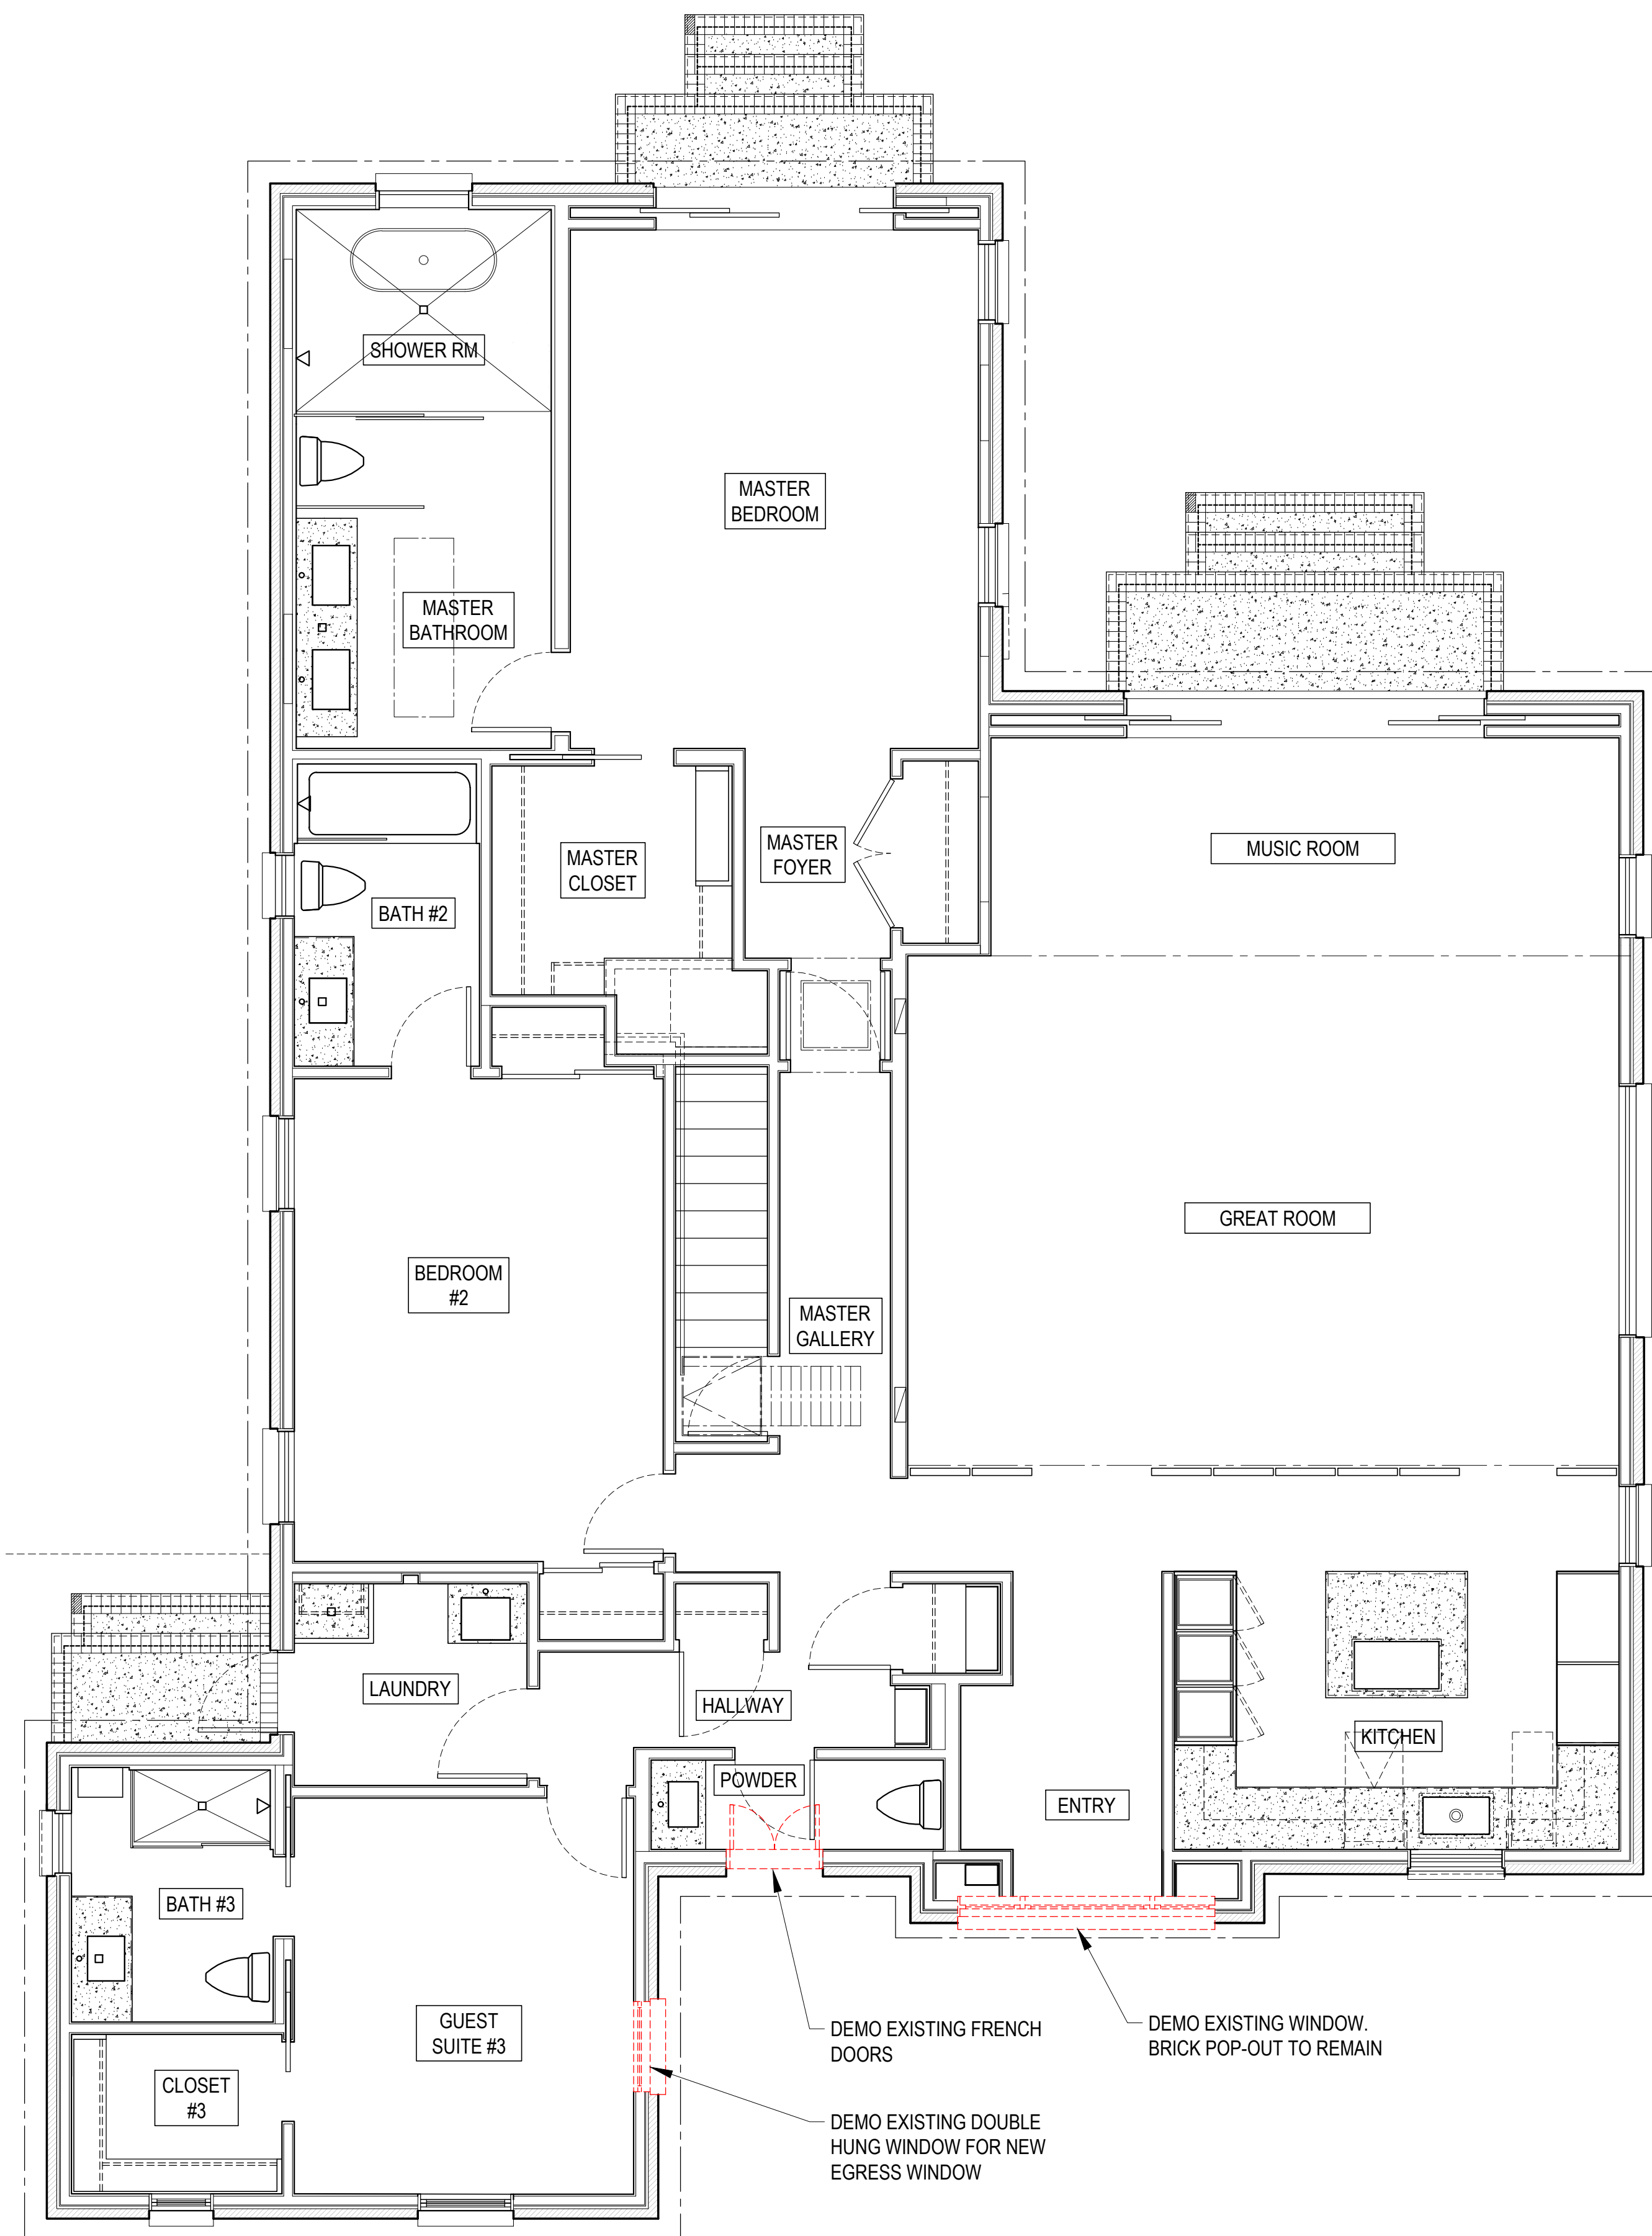 SHOWER RM
MASTER
BEDROOM
MASTER
BATHROOM
MASTER
CLOSET
MASTER
FOYER
MUSIC ROOM
BATH #2
GREAT ROOM
BEDROOM
#2
MASTER
GALLERY
LAUNDRY
HALLWAY
KITCHEN
POWDER
ENTRY
BATH #3
GUEST
SUITE #3
CLOSET
#3
DEMO EXISTING FRENCH
DOORS
DEMO EXISTING WINDOW.
BRICK POP-OUT TO REMAIN
DEMO EXISTING DOUBLE
HUNG WINDOW FOR NEW
EGRESS WINDOW